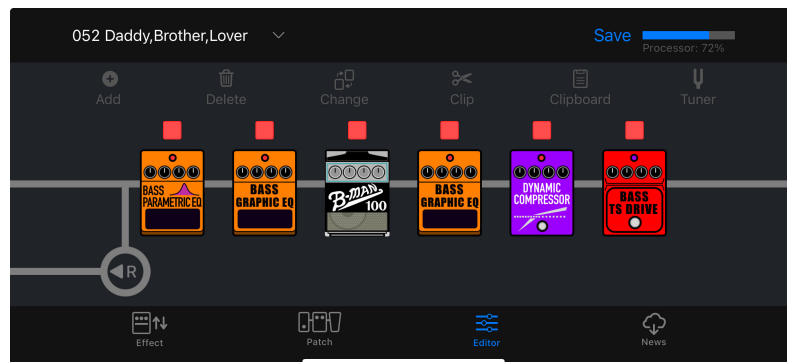 052 Daddy,Brother,Lover
Save
Processor: 72%
Add
Delete
Change
Clip
Clipboard
Tuner
BASS
PARAMETRIC EQ
BASS
GRAPHIC EQ
B-MAN
100
BASS
GRAPHIC EQ
DYNAMIC
COMPRESSOR
BASS
TS DRIVE
R
Effect
Patch
Editor
News